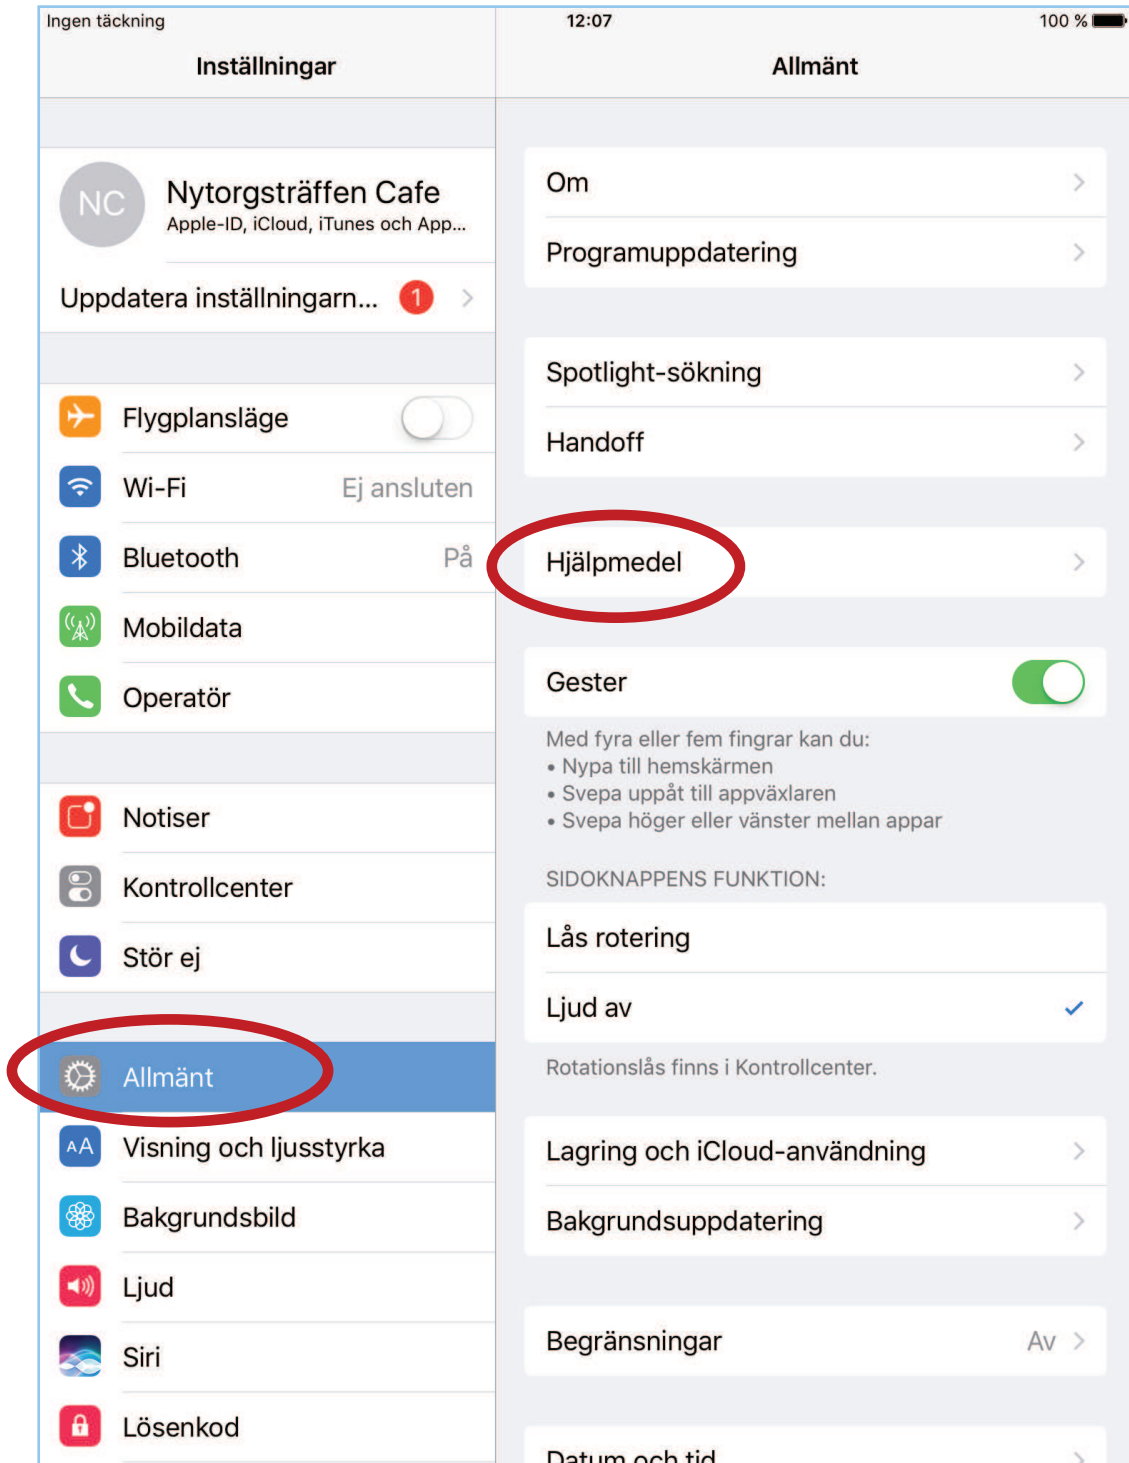 Ingen täckning
12:07
100 %
Inställningar
Allmänt
NC
Nytorgsträffen Cafe
Apple-ID, iCloud, iTunes och App...
Uppdatera inställningarn...
1
Flygplansläge
Wi-Fi
Ej ansluten
Bluetooth
På
Mobildata
Operatör
Notiser
Kontrollcenter
Stör ej
Allmänt
AA
Visning och ljusstyrka
Bakgrundsbild
Ljud
Siri
Lösenkod
Om
Programuppdatering
Spotlight-sökning
Handoff
Hjälpmedel
Gester
Med fyra eller fem fingrar kan du:
• Nypa till hemskärmen
• Svepa uppåt till appväxlaren
• Svepa höger eller vänster mellan appar
SIDOKNAPPENS FUNKTION:
Lås rotering
Ljud av
Rotationslås finns i Kontrollcenter.
Lagring och iCloud-användning
Bakgrundsuppdatering
Begränsningar
Av
Datum och tid